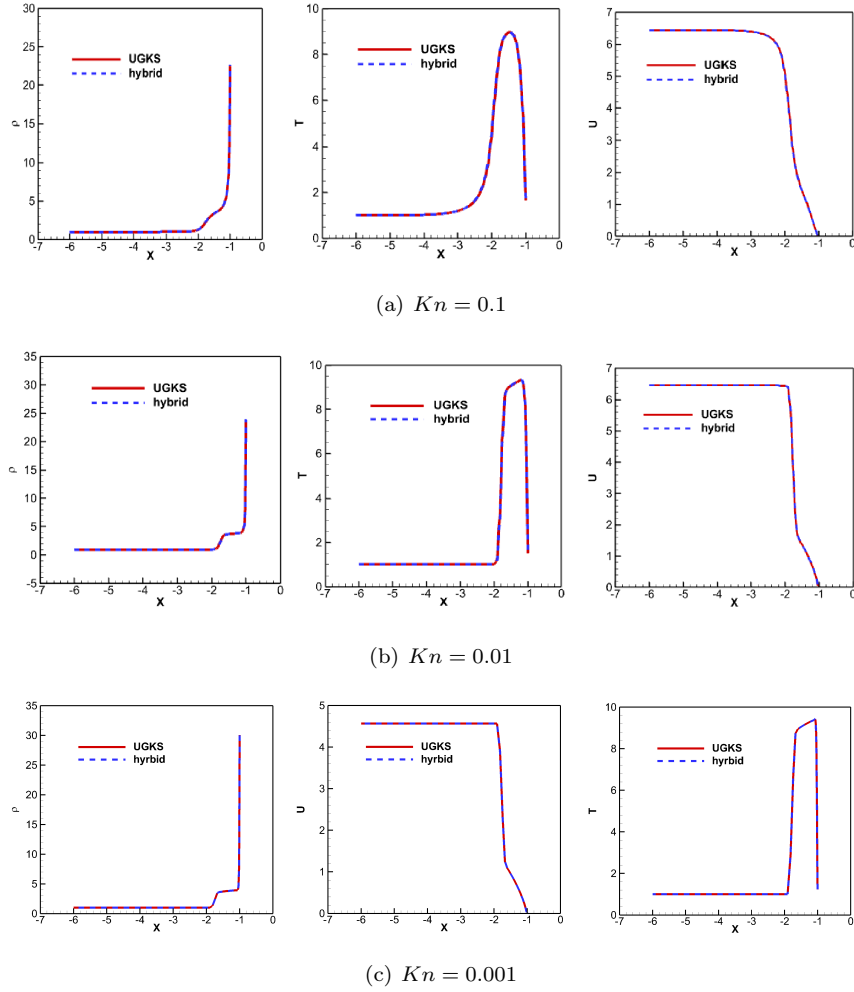 30
25
20
15
10
5
0
ρ
UGKS
hybrid
-7 -6 -5 -4 -3 -2 -1 0
X
10
8
6
4
2
0
T
UGKS
hybrid
-7 -6 -5 -4 -3 -2 -1 0
X
7
6
5
4
3
2
1
0
U
UGKS
hybrid
-7 -6 -5 -4 -3 -2 -1 0
X
(a) Kn = 0.1
35
30
25
20
15
10
5
0
-5
ρ
UGKS
hybrid
-7 -6 -5 -4 -3 -2 -1 0
X
10
8
6
4
2
0
T
UGKS
hybrid
-7 -6 -5 -4 -3 -2 -1 0
X
7
6
5
4
3
2
1
0
U
UGKS
hybrid
-7 -6 -5 -4 -3 -2 -1 0
X
(b) Kn = 0.01
35
30
25
20
15
10
5
0
ρ
UGKS
hyrbid
-7 -6 -5 -4 -3 -2 -1 0
X
5
4
3
2
1
0
U
UGKS
hybrid
-7 -6 -5 -4 -3 -2 -1 0
X
10
8
6
4
2
0
T
UGKS
hybrid
-7 -6 -5 -4 -3 -2 -1 0
X
(c) Kn = 0.001